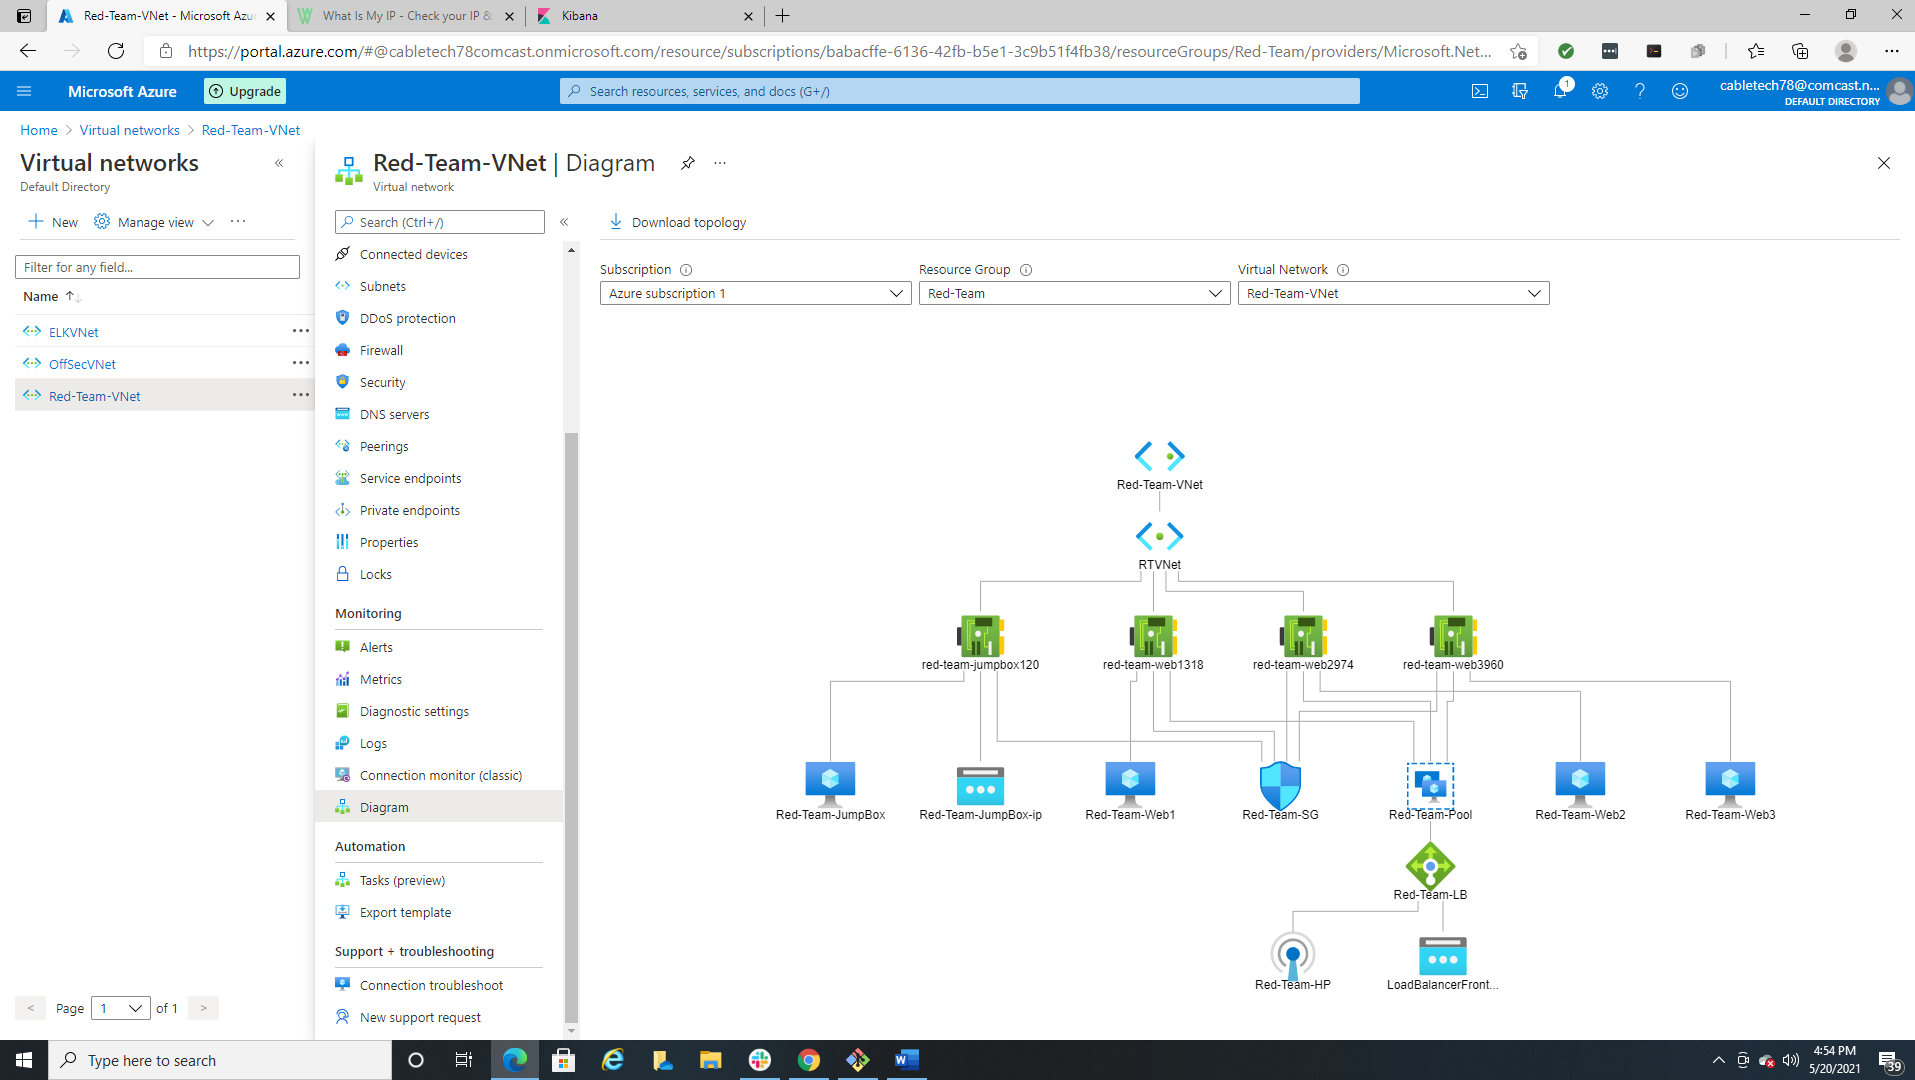 Red-Team-VNet - Microsoft Azur
What Is My IP - Check your IP &
Kibana
https://portal.azure.com/#@cabletech78comcast.onmicrosoft.com/resource/subscriptions/babacffe-6136-42fb-b5e1-3c9b51f4fb38/resourceGroups/Red-Team/providers/Microsoft.Net...
Microsoft Azure
Upgrade
Search resources, services, and docs (G+/)
1
cabletech78@comcast.n...
DEFAULT DIRECTORY
Home > Virtual networks > Red-Team-VNet
Virtual networks
Default Directory
New
Manage view
Filter for any field...
Name
ELKVNet
OffSecVNet
Red-Team-VNet
< Page 1 of 1 >
Red-Team-VNet | Diagram
Virtual network
Search (Ctrl+/)
Connected devices
Subnets
DDoS protection
Firewall
Security
DNS servers
Peerings
Service endpoints
Private endpoints
Properties
Locks
Monitoring
Alerts
Metrics
Diagnostic settings
Logs
Connection monitor (classic)
Diagram
Automation
Tasks (preview)
Export template
Support + troubleshooting
Connection troubleshoot
New support request
Download topology
Subscription
Resource Group
Virtual Network
Azure subscription 1
Red-Team
Red-Team-VNet
Red-Team-VNet
RTVNet
red-team-jumpbox120
red-team-web1318
red-team-web2974
red-team-web3960
Red-Team-JumpBox
Red-Team-JumpBox-ip
Red-Team-Web1
Red-Team-SG
Red-Team-Pool
Red-Team-Web2
Red-Team-Web3
Red-Team-LB
Red-Team-HP
LoadBalancerFront...
Type here to search
4:54 PM
5/20/2021
39